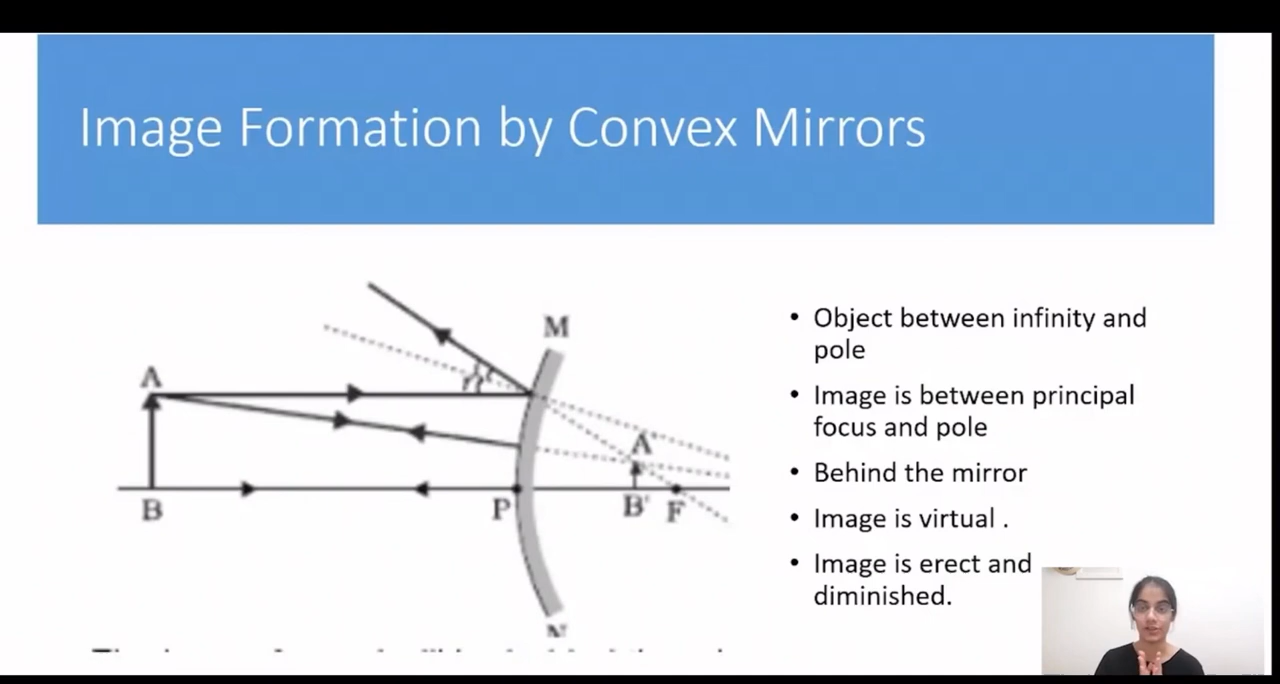 Image Formation by Convex Mirrors
M
A
A
B
P
B'
F
N
• Object between infinity and
pole
• Image is between principal
focus and pole
• Behind the mirror
• Image is virtual .
• Image is erect and
diminished.